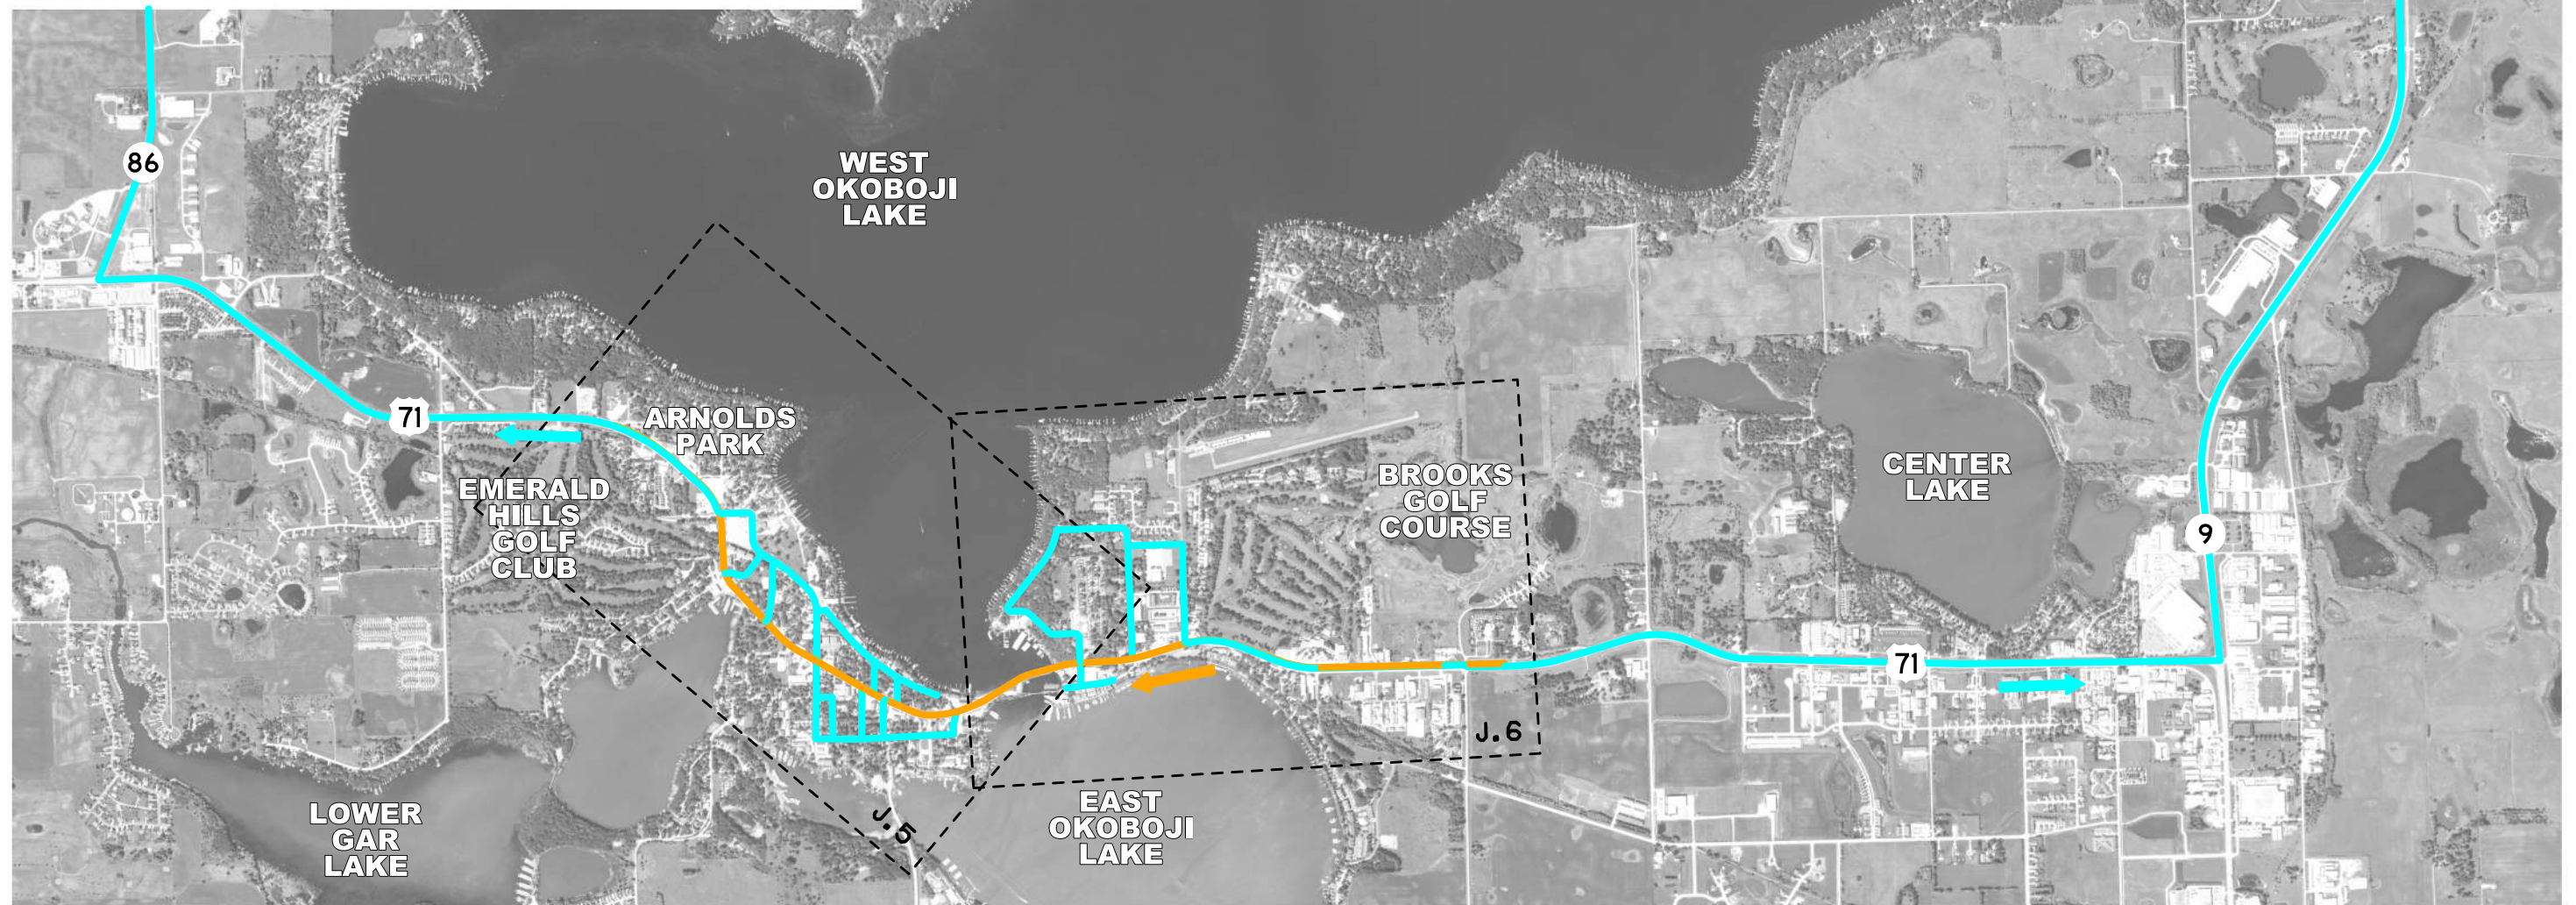 86
WEST
OKOBOJI
LAKE
71
ARNOLDS
PARK
EMERALD
HILLS
GOLF
CLUB
BROOKS
GOLF
COURSE
CENTER
LAKE
9
71
J.6
J.5
LOWER
GAR
LAKE
EAST
OKOBOJI
LAKE